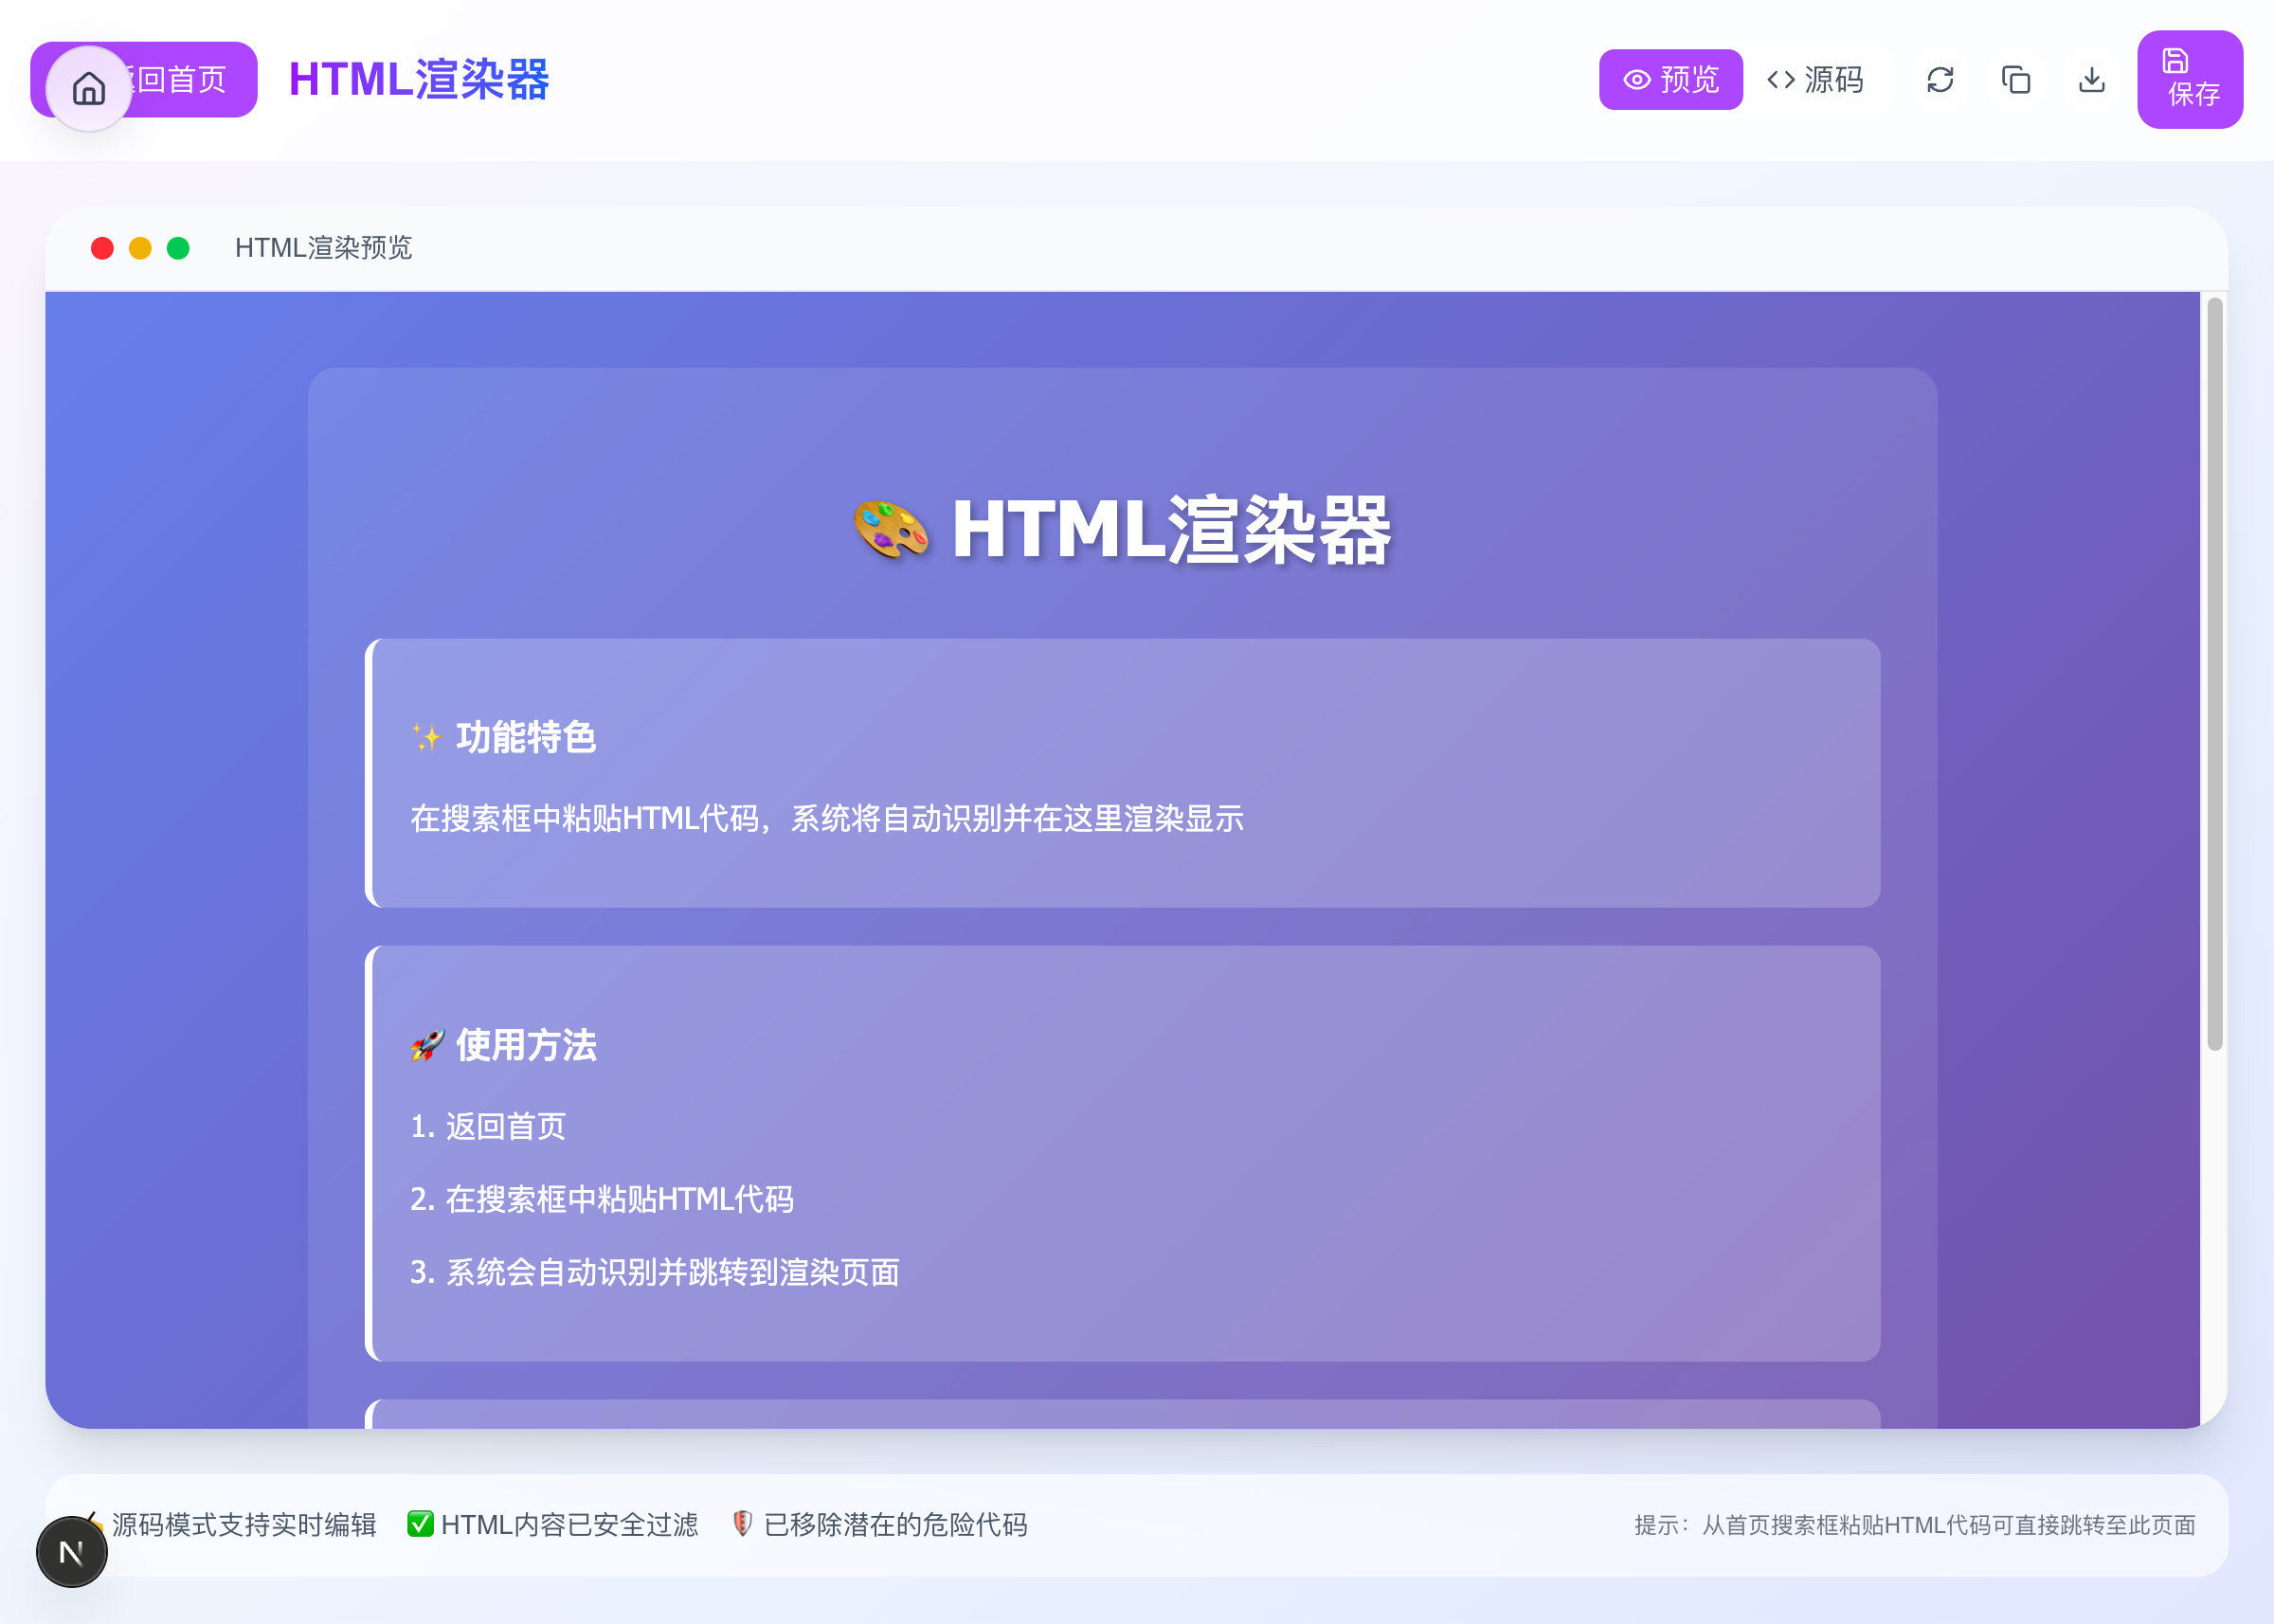 回首页
HTML渲染器
预览
源码
保存
HTML渲染预览
🎨 HTML渲染器
✨ 功能特色
在搜索框中粘贴HTML代码，系统将自动识别并在这里渲染显示
🚀 使用方法
1. 返回首页
2. 在搜索框中粘贴HTML代码
3. 系统会自动识别并跳转到渲染页面
源码模式支持实时编辑 ✅ HTML内容已安全过滤 🛡️ 已移除潜在的危险代码
提示：从首页搜索框粘贴HTML代码可直接跳转至此页面
N